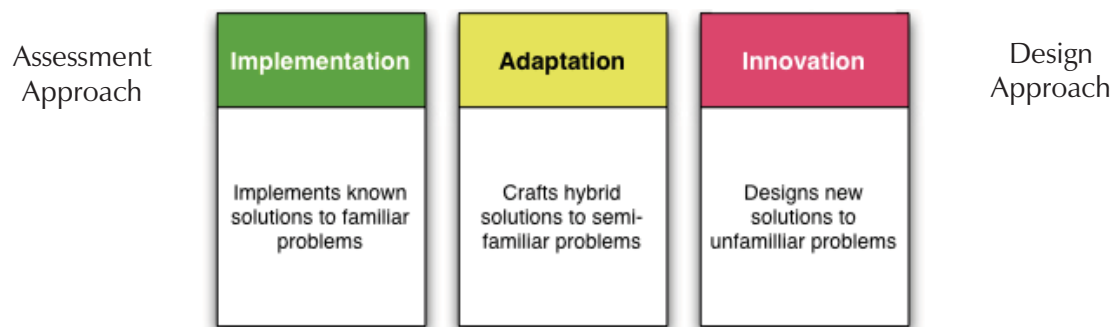 Assessment
Approach
Implementation
Implements known
solutions to familiar
problems
Adaptation
Crafts hybrid
solutions to semi-
familiar problems
Innovation
Designs new
solutions to
unfamilliar problems
Design
Approach